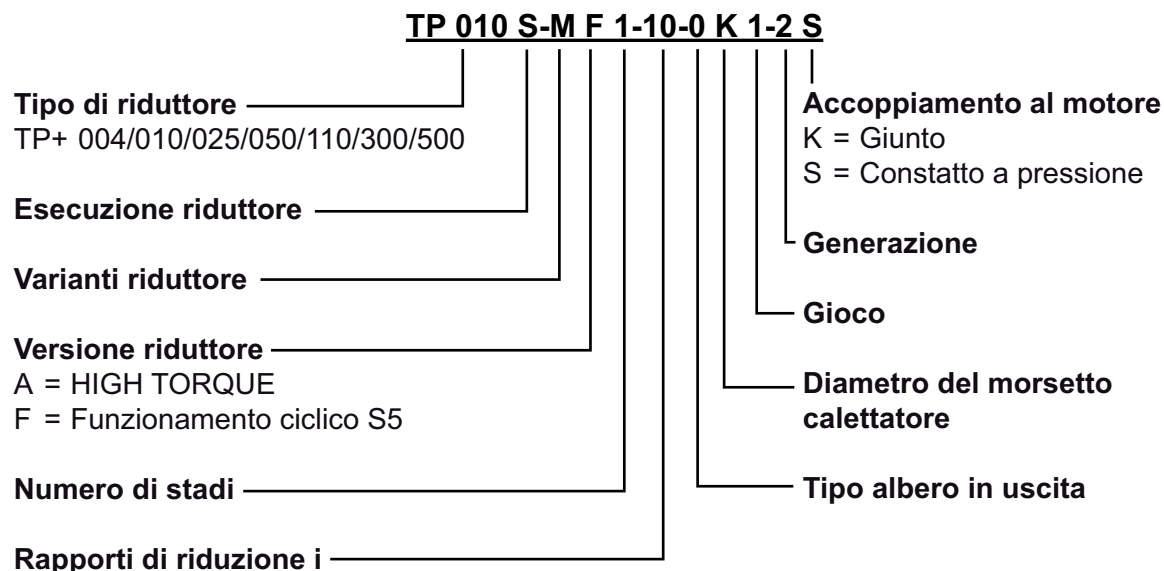 TP 010 S-M F 1-10-0 K 1-2 S
Tipo di riduttore
TP+ 004/010/025/050/110/300/500
Esecuzione riduttore
Varianti riduttore
Versione riduttore
A = HIGH TORQUE
F = Funzionamento ciclico S5
Numero di stadi
Rapporti di riduzione i
Accoppiamento al motore
K = Giunto
S = Constatto a pressione
Generazione
Gioco
Diametro del morsetto
calettatore
Tipo albero in uscita